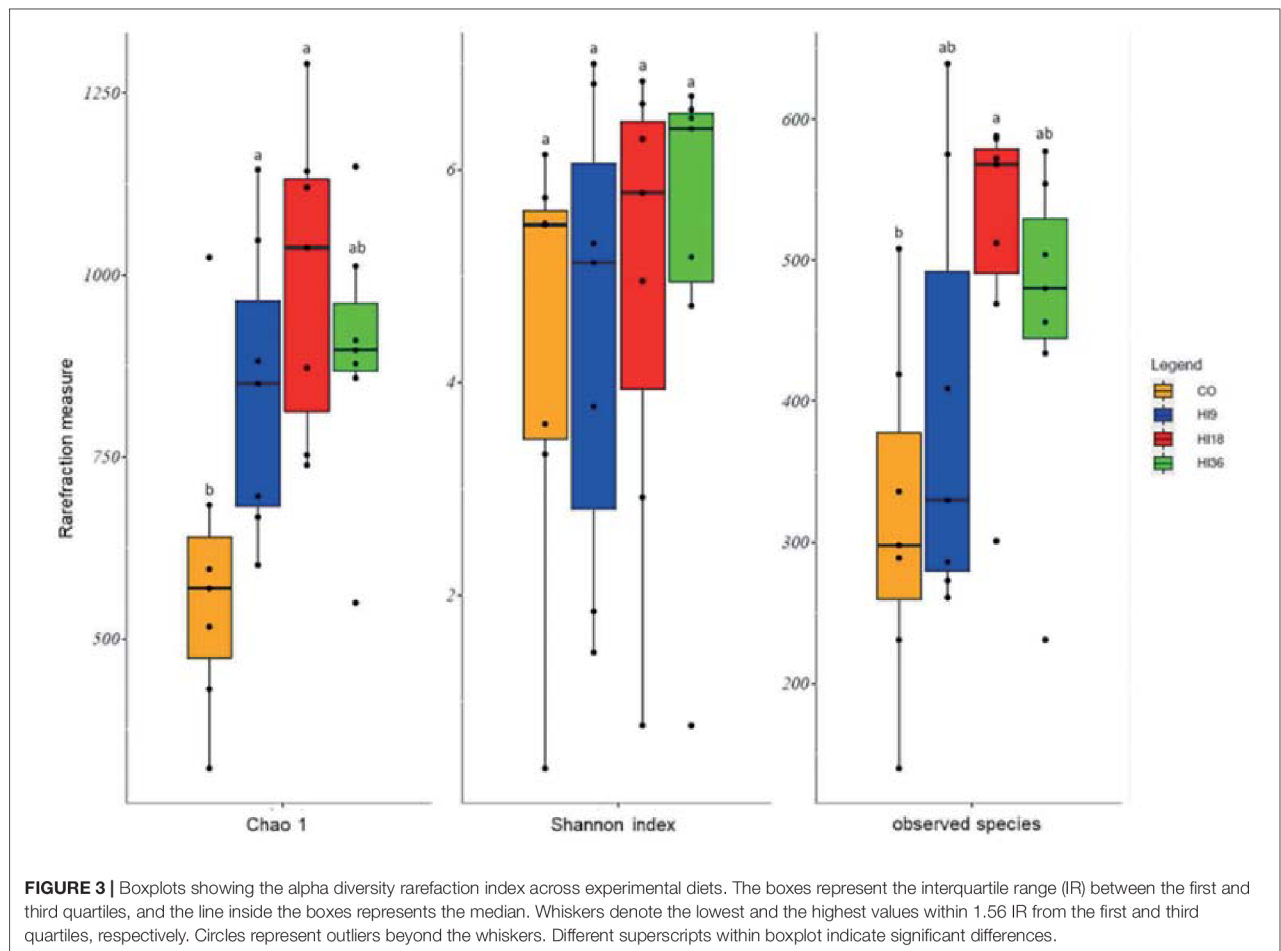 a
1250
a
1000
ab
Rarefraction measure
750
b
500
Chao 1
a
a
a
a
6
4
2
Shannon index
ab
600
a
ab
b
500
400
300
200
observed species
Legend
CO
HI9
HI18
HI36
FIGURE 3 | Boxplots showing the alpha diversity rarefaction index across experimental diets. The boxes represent the interquartile range (IR) between the first and
third quartiles, and the line inside the boxes represents the median. Whiskers denote the lowest and the highest values within 1.56 IR from the first and third
quartiles, respectively. Circles represent outliers beyond the whiskers. Different superscripts within boxplot indicate significant differences.